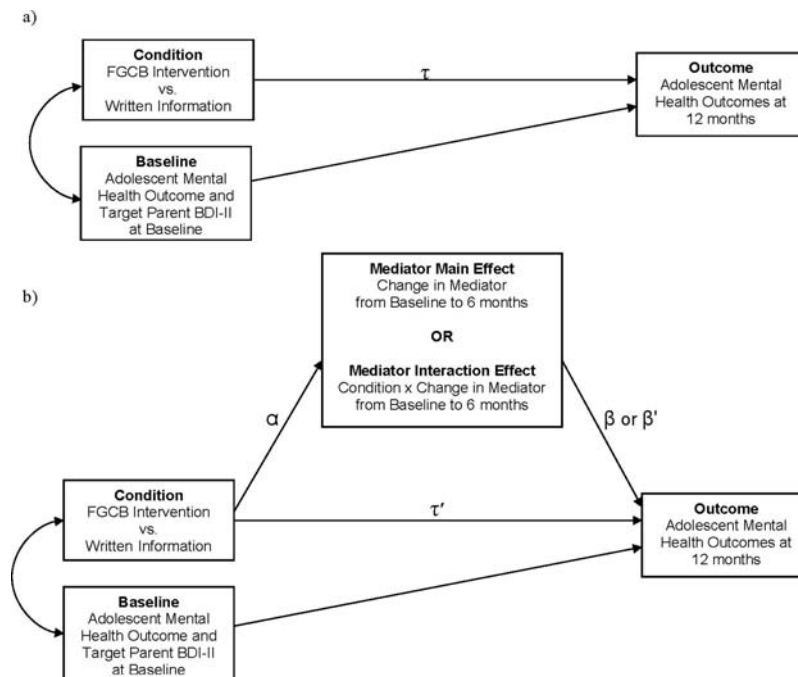 a)
Condition
FGCB Intervention
vs.
Written Information
τ
Outcome
Adolescent Mental
Health Outcomes at
12 months
Baseline
Adolescent Mental
Health Outcome and
Target Parent BDI-II
at Baseline
b)
Mediator Main Effect
Change in Mediator
from Baseline to 6 months
OR
Mediator Interaction Effect
Condition x Change in Mediator
from Baseline to 6 months
α
β or β'
Condition
FGCB Intervention
vs.
Written Information
τ'
Outcome
Adolescent Mental
Health Outcomes at
12 months
Baseline
Adolescent Mental
Health Outcome and
Target Parent BDI-II
at Baseline